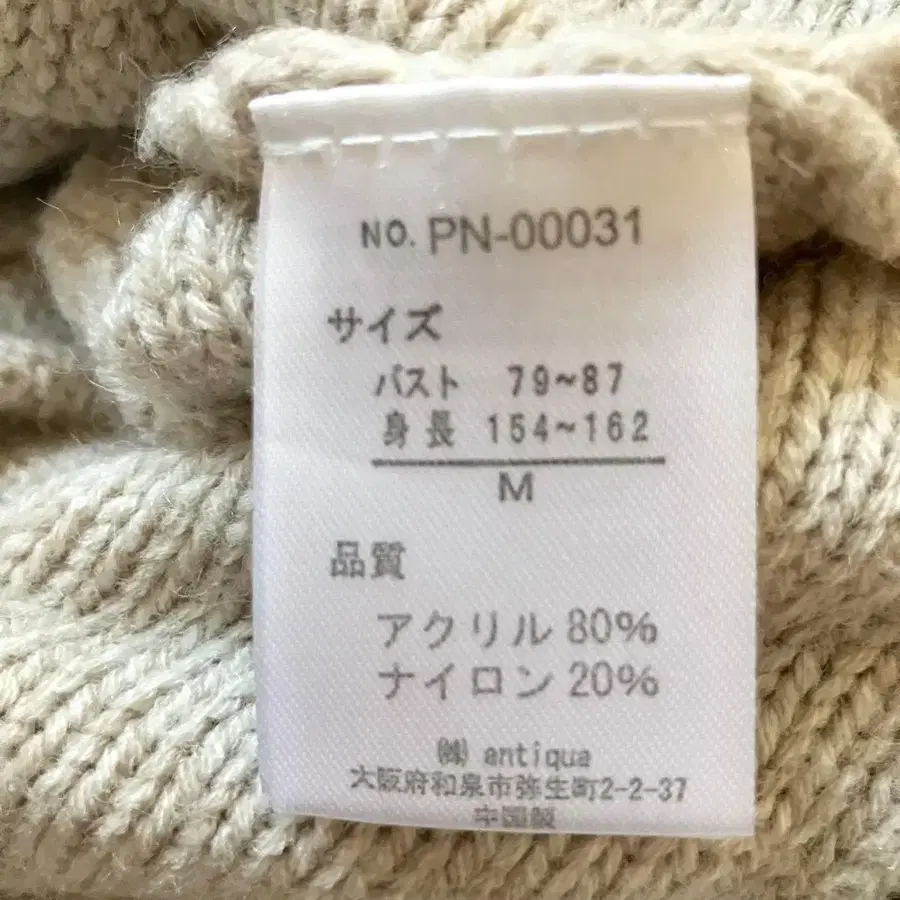 NO. PN-00031
サイズ
バスト 79~87
身長 154~162
M
品質
アクリル 80%
ナイロン 20%
㈱ antiqua
大阪府和泉市弥生町2-2-37
中国製